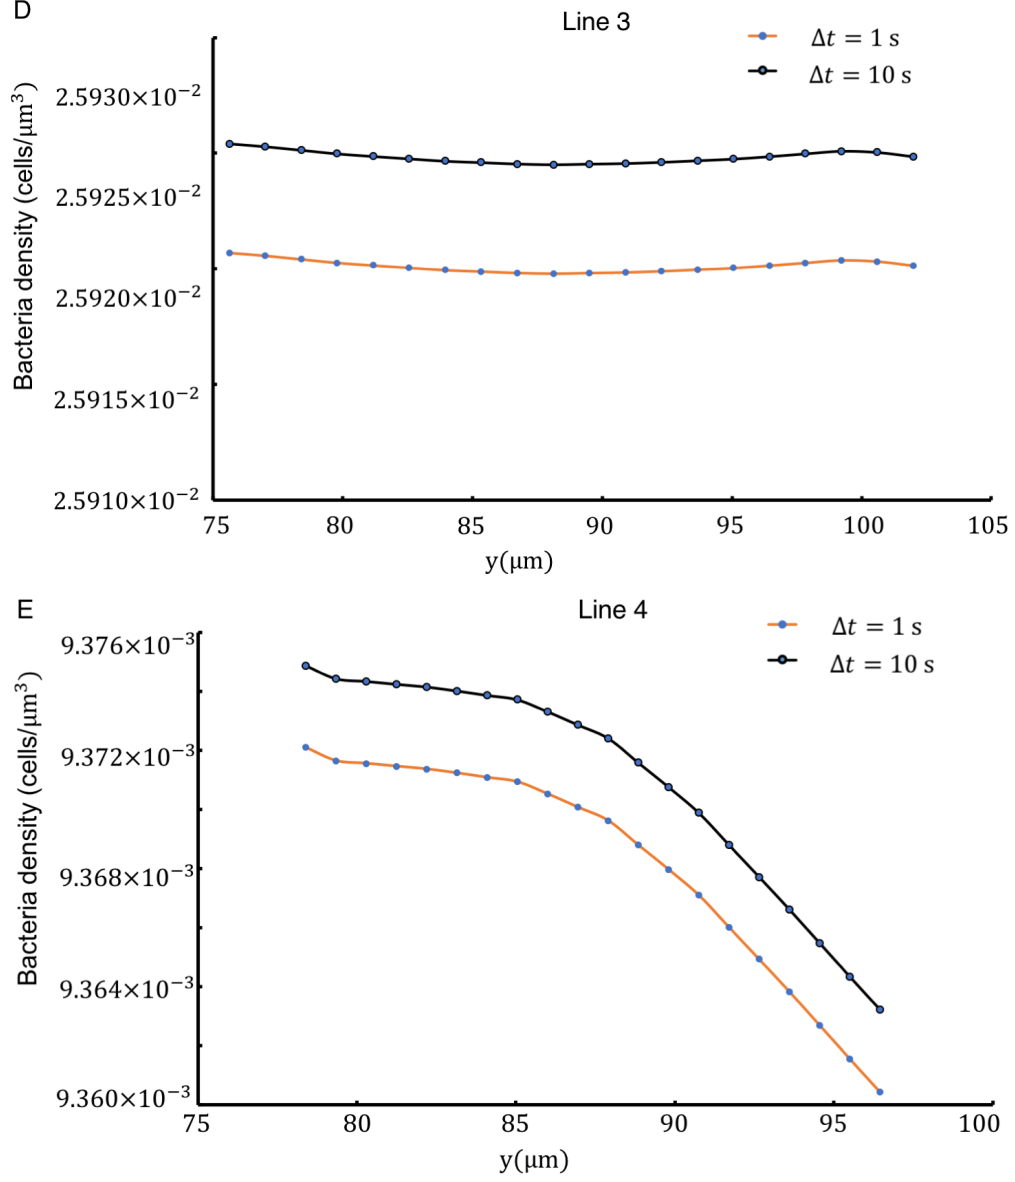 D
Line 3
Δt = 1 s
Δt = 10 s
Bacteria density (cells/μm³)
2.5930×10⁻²
2.5925×10⁻²
2.5920×10⁻²
2.5915×10⁻²
2.5910×10⁻²
75 80 85 90 95 100 105
y(μm)
E
Line 4
Δt = 1 s
Δt = 10 s
Bacteria density (cells/μm³)
9.376×10⁻³
9.372×10⁻³
9.368×10⁻³
9.364×10⁻³
9.360×10⁻³
75 80 85 90 95 100
y(μm)